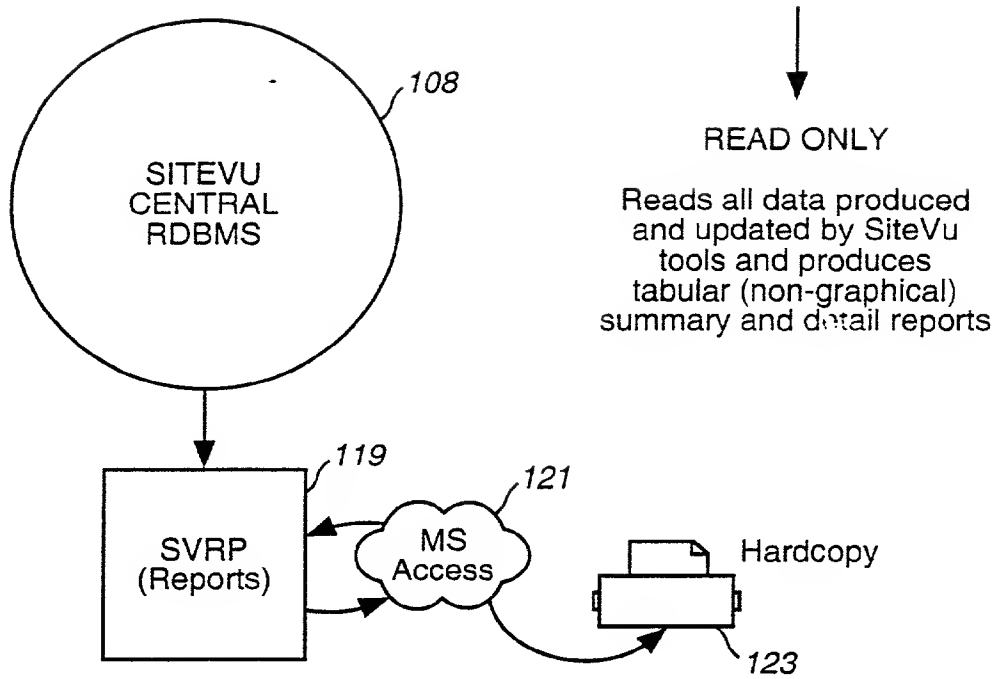 108
SITEVU
CENTRAL
RDBMS
READ ONLY
Reads all data produced
and updated by SiteVu
tools and produces
tabular (non-graphical)
summary and detail reports
119
SVRP
(Reports)
121
MS
Access
Hardcopy
123